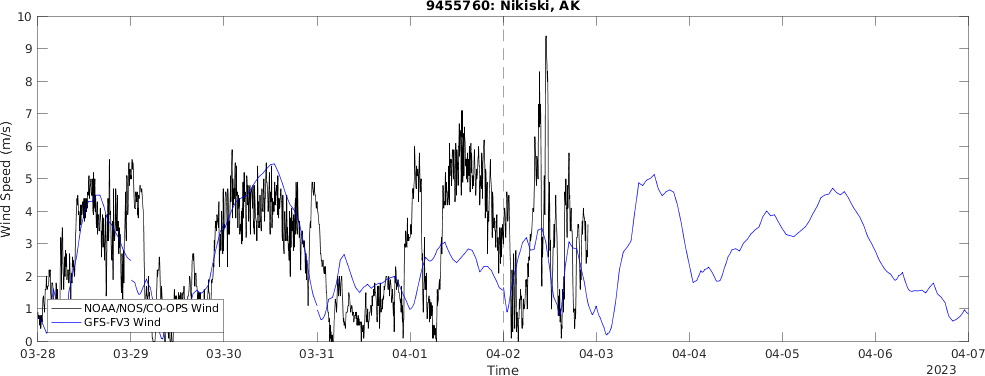 9455760: Nikiski, AK
10
9
8
7
6
5
4
3
2
1
0
Wind Speed (m/s)
NOAA/NOS/CO-OPS Wind
GFS-FV3 Wind
03-28 03-29 03-30 03-31 04-01 04-02 04-03 04-04 04-05 04-06 04-07
Time
2023